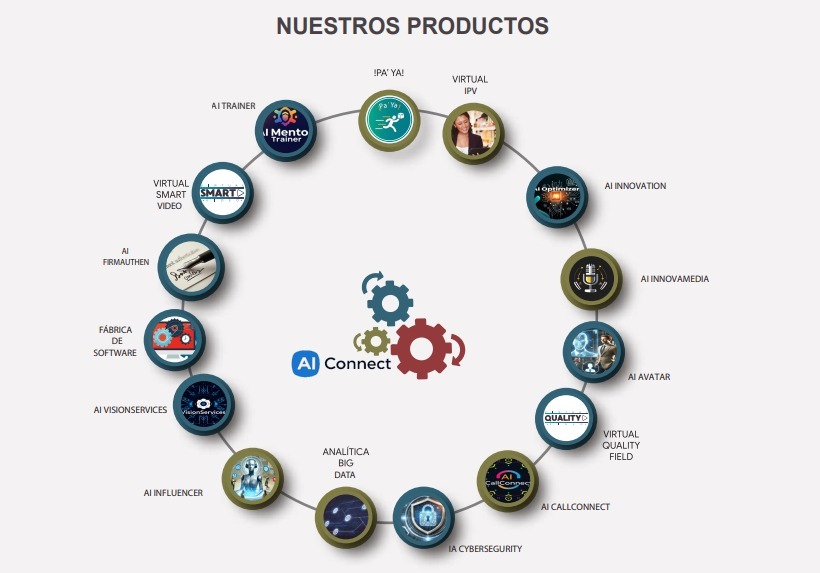 NUESTROS PRODUCTOS
!PA' YA!
¡Pa' Ya!
VIRTUAL
IPV
AI INNOVATION
AI Optimizer
AI INNOVAMEDIA
AI AVATAR
QUALITY
VIRTUAL
QUALITY
FIELD
AI
CallConnect
AI CALLCONNECT
IA CYBERSEGURITY
ANALÍTICA
BIG
DATA
AI INFLUENCER
VisionServices
AI VISIONSERVICES
FÁBRICA
DE
SOFTWARE
AI
FIRMAUTHEN
SMART
VIRTUAL
SMART
VIDEO
AI Mento
Trainer
AI TRAINER
AI Connect